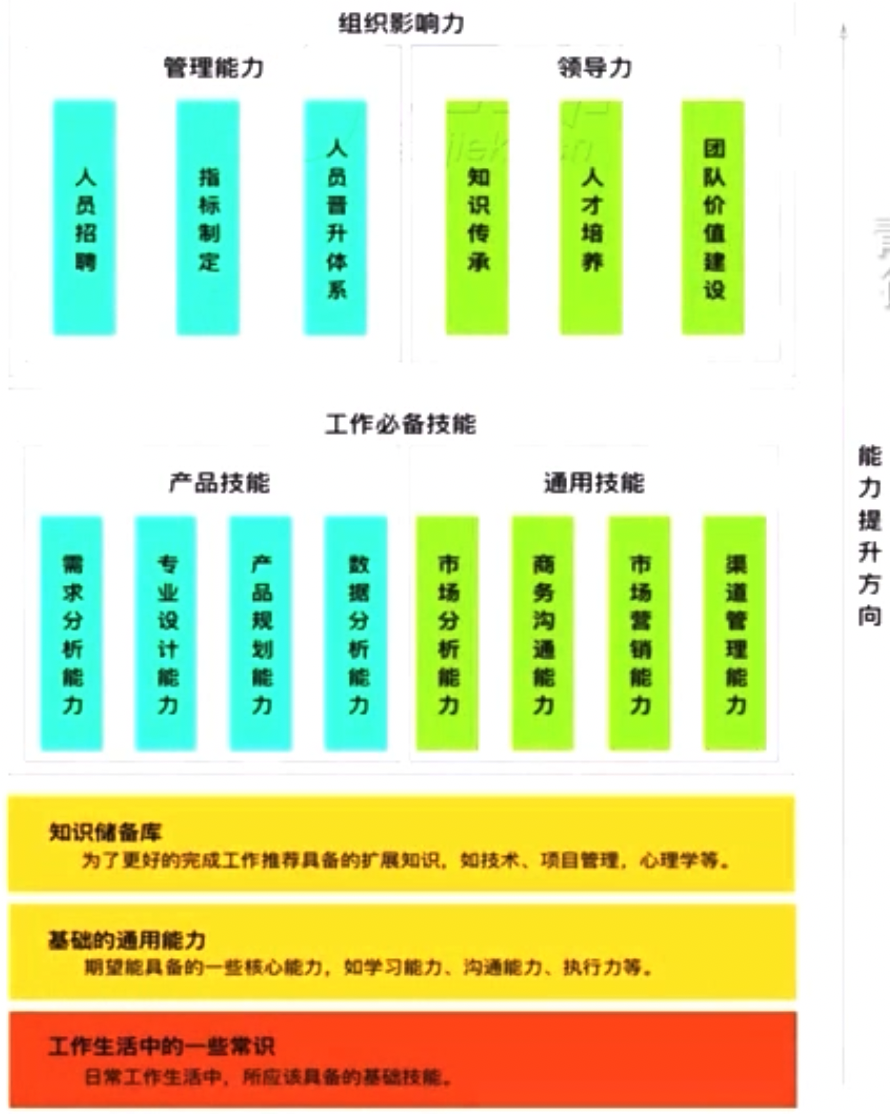 组织影响力
管理能力
领导力
人员招聘
指标制定
人员晋升体系
知识传承
人才培养
团队价值建设
工作必备技能
产品技能
通用技能
需求分析能力
专业设计能力
产品规划能力
数据分析能力
市场分析能力
商务沟通能力
市场营销能力
渠道管理能力
能力提升方向
知识储备库
为了更好的完成工作推荐具备的扩展知识，如技术、项目管理，心理学等。
基础的通用能力
期望能具备的一些核心能力，如学习能力、沟通能力、执行力等。
工作生活中的一些常识
日常工作生活中，所应该具备的基础技能。